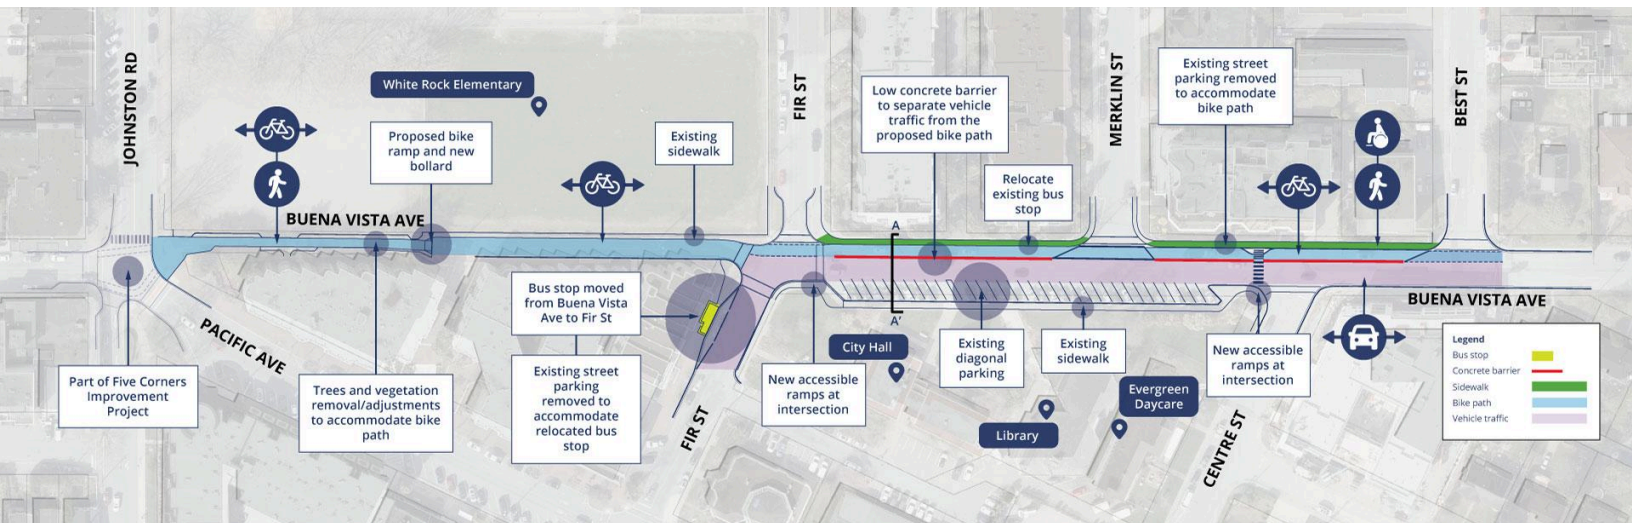 JOHNSTON RD
White Rock Elementary
Proposed bike
ramp and new
bollard
Existing
sidewalk
BUENA VISTA AVE
Part of Five Corners
Improvement
Project
PACIFIC AVE
Trees and vegetation
removal/adjustments
to accommodate bike
path
Bus stop moved
from Buena Vista
Ave to Fir St
Existing street
parking removed
to accommodate
relocated bus
stop
FIR ST
FIR ST
Low concrete barrier
to separate vehicle
traffic from the
proposed bike path
Relocate
existing bus
stop
MERKLIN ST
Existing street
parking removed
to accommodate
bike path
BEST ST
A
A'
New accessible
ramps at
intersection
City Hall
Existing
diagonal
parking
Library
Existing
sidewalk
Evergreen
Daycare
New accessible
ramps at
intersection
CENTRE ST
BUENA VISTA AVE
Legend
Bus stop
Concrete barrier
Sidewalk
Bike path
Vehicle traffic